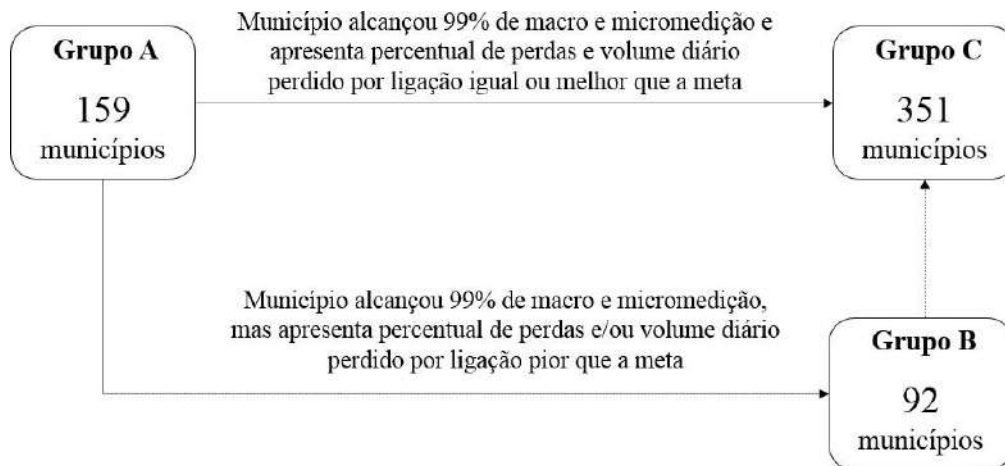 Grupo A
159
municípios
Município alcançou 99% de macro e micromedição e
apresenta percentual de perdas e volume diário
perdido por ligação igual ou melhor que a meta
Grupo C
351
municípios
Município alcançou 99% de macro e micromedição,
mas apresenta percentual de perdas e/ou volume diário
perdido por ligação pior que a meta
Grupo B
92
municípios